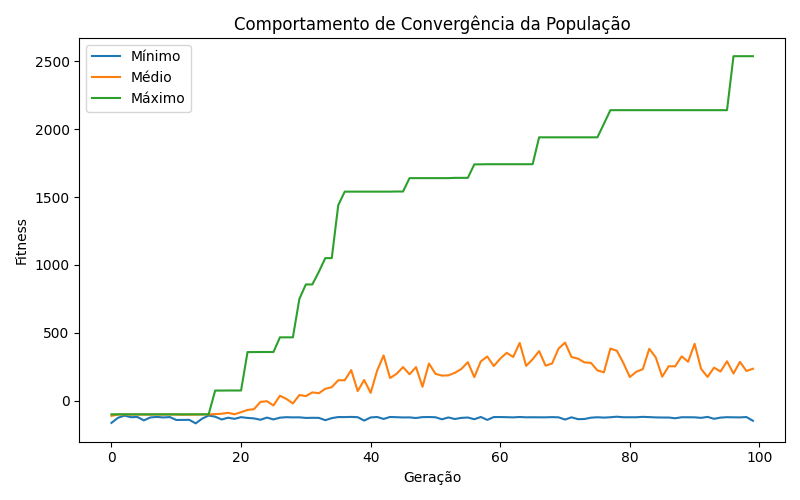 Comportamento de Convergência da População
Mínimo
Médio
Máximo
Fitness
2500
2000
1500
1000
500
0
0 20 40 60 80 100
Geração